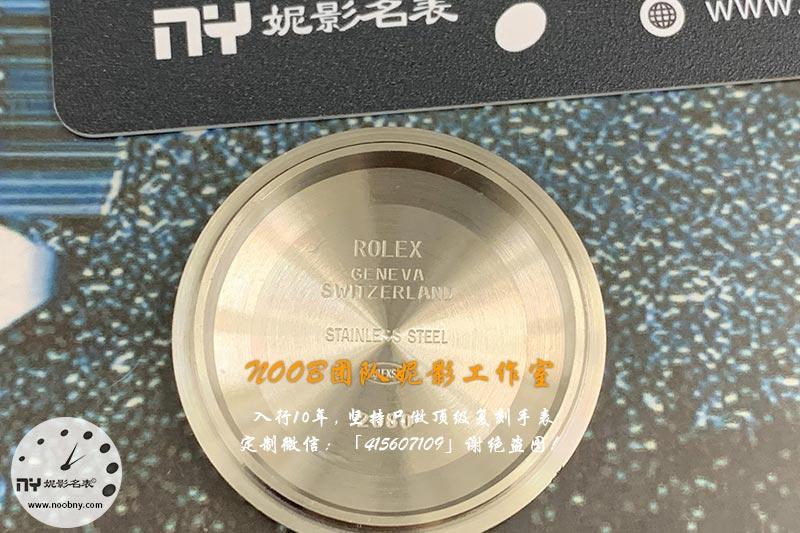 NY 妮影名表
www.
ROLEX
GENEVA
SWITZERLAND
STAINLESS STEEL
NOOB团队妮影工作室
入行10年，坚持只做顶级复刻手表
定制微信：「415607109」谢绝盗图！
NY 妮影名表
www.noobny.com